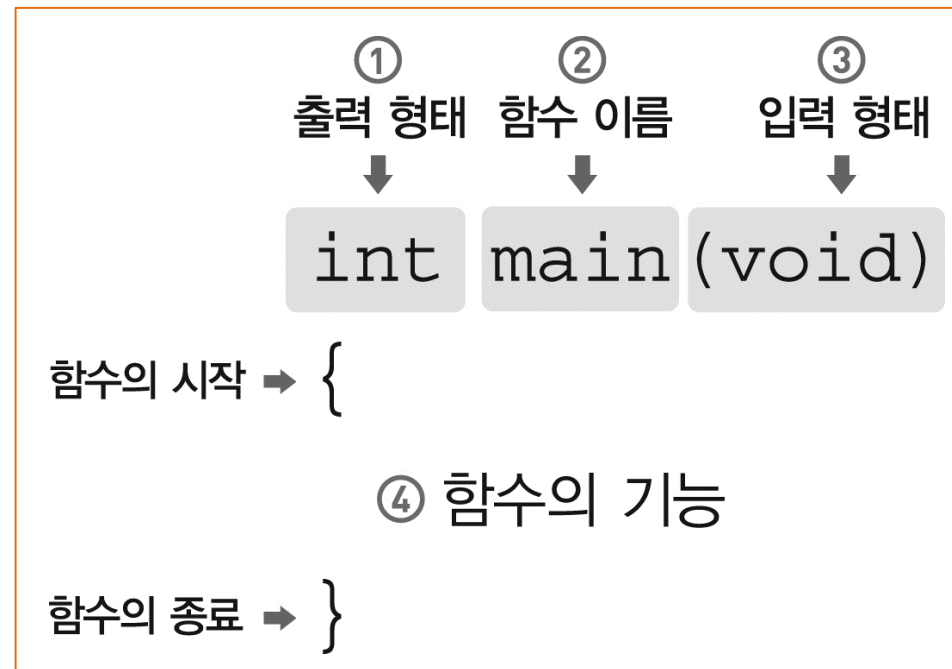 ① ② ③
출력 형태 함수 이름 입력 형태
int main(void)
함수의 시작 {
④ 함수의 기능
함수의 종료 }